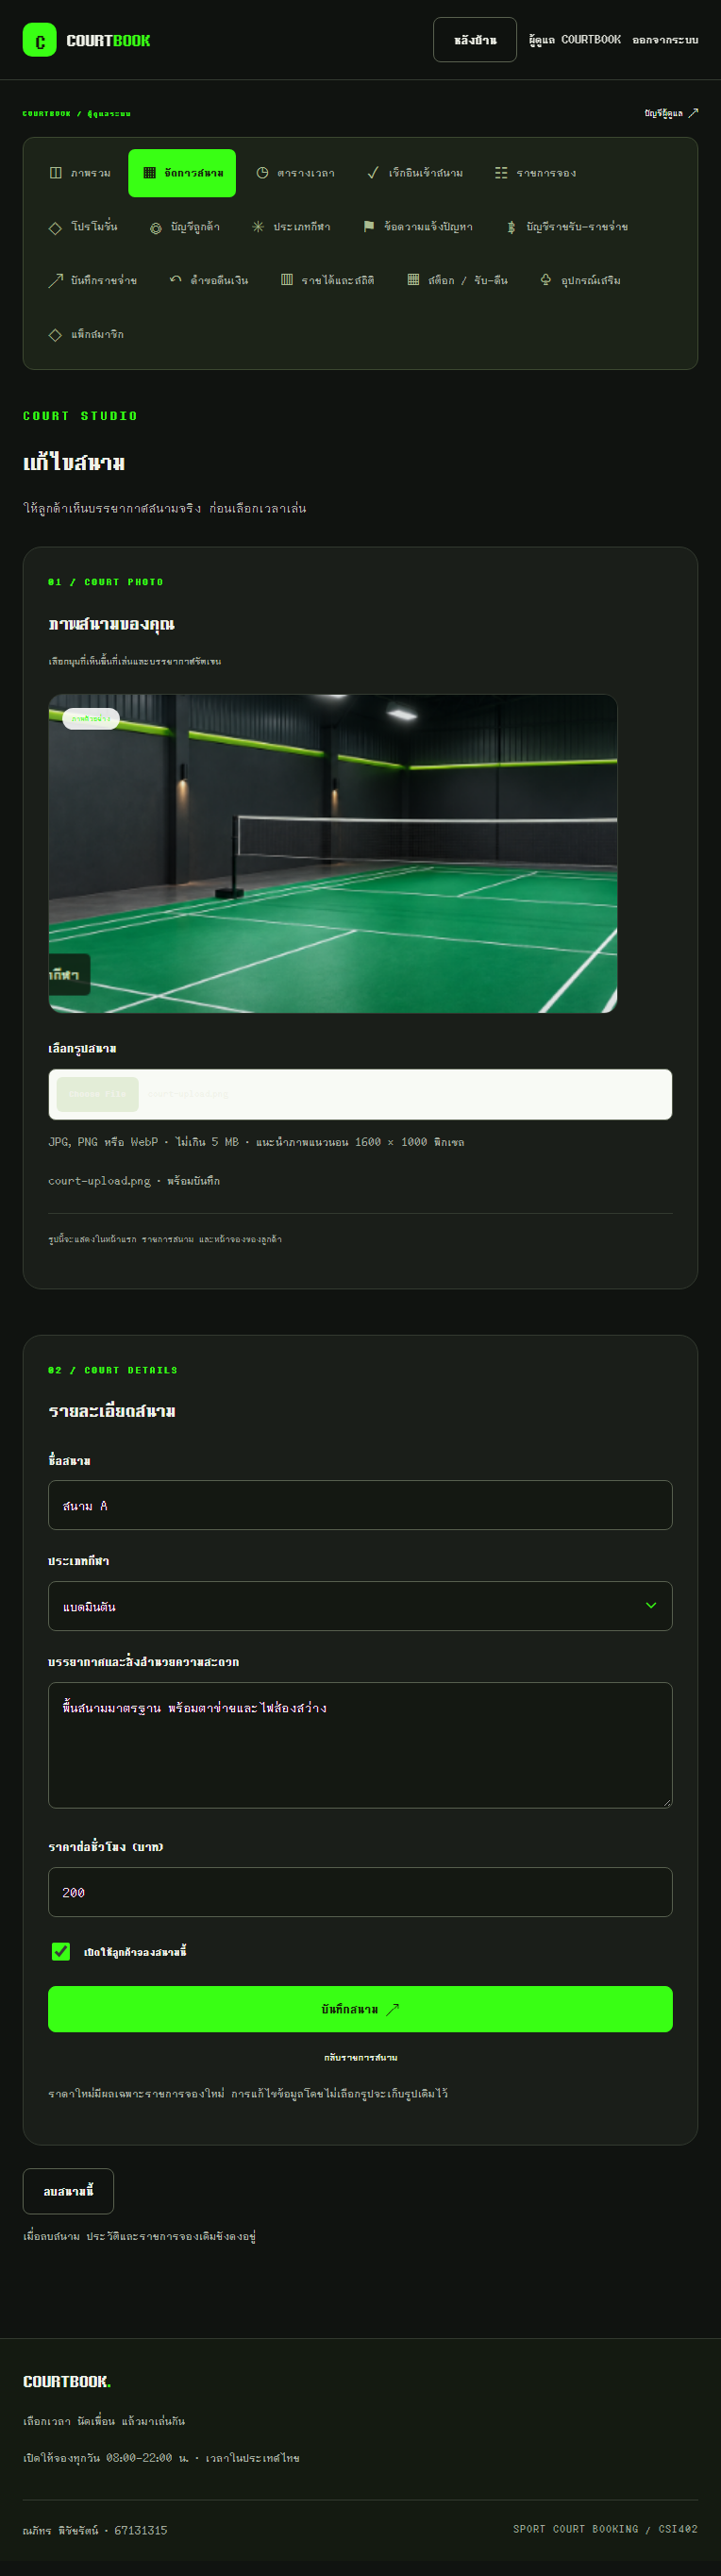 C COURTBOOK
หลังบ้าน ผู้ดูแล COURTBOOK ออกจากระบบ
COURTBOOK / ผู้ดูแลระบบ
บัญชีผู้ดูแล ↗
ภาพรวม จัดการสนาม ตารางเวลา เช็กอินเข้าสนาม รายการจอง
โปรโมชั่น บัญชีลูกค้า ประเภทกีฬา ข้อความแจ้งปัญหา บัญชีรายรับ-รายจ่าย
บันทึกรายจ่าย คำขอคืนเงิน รายได้และสถิติ สต็อก / รับ-คืน อุปกรณ์เสริม
แพ็กสมาชิก
COURT STUDIO
แก้ไขสนาม
ให้ลูกค้าเห็นบรรยากาศสนามจริง ก่อนเลือกเวลาเล่น
01 / COURT PHOTO
ภาพสนามของคุณ
เลือกมุมที่เห็นพื้นที่เล่นและบรรยากาศชัดเจน
ภาพตัวอย่าง
กีฬา
เลือกรูปสนาม
Choose File court-upload.png
JPG, PNG หรือ WebP · ไม่เกิน 5 MB · แนะนำภาพแนวนอน 1600 × 1000 พิกเซล
court-upload.png · พร้อมบันทึก
รูปนี้จะแสดงในหน้าแรก รายการสนาม และหน้าจองของลูกค้า
02 / COURT DETAILS
รายละเอียดสนาม
ชื่อสนาม
สนาม A
ประเภทกีฬา
แบดมินตัน
บรรยากาศและสิ่งอำนวยความสะดวก
พื้นสนามมาตรฐาน พร้อมตาข่ายและไฟส่องสว่าง
ราคาต่อชั่วโมง (บาท)
200
เปิดให้ลูกค้าจองสนามนี้
บันทึกสนาม ↗
กลับรายการสนาม
ราคาใหม่มีผลเฉพาะรายการจองใหม่ การแก้ไขข้อมูลโดยไม่เลือกรูปจะเก็บรูปเดิมไว้
ลบสนามนี้
เมื่อลบสนาม ประวัติและรายการจองเดิมยังคงอยู่
COURTBOOK.
เลือกเวลา นัดเพื่อน แล้วมาเล่นกัน
เปิดให้จองทุกวัน 08:00–22:00 น. · เวลาในประเทศไทย
ณภัทร พิรัชรัตน์ · 67131315
SPORT COURT BOOKING / CSI402